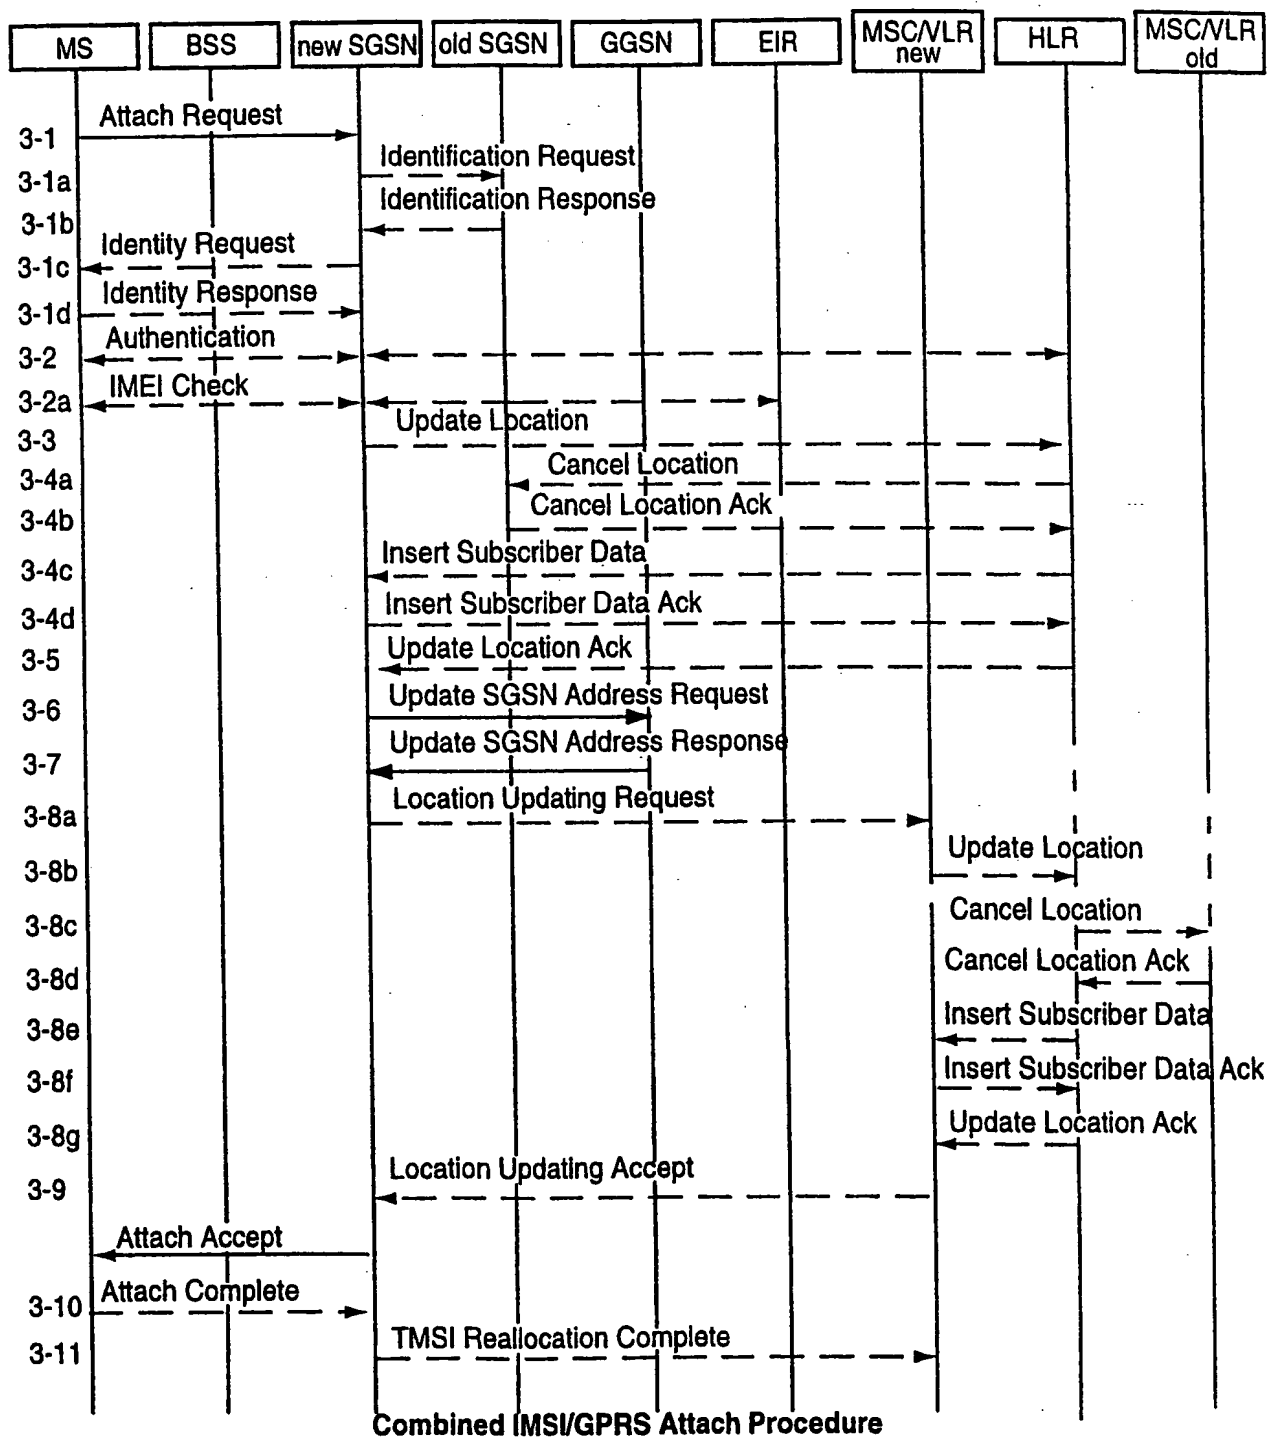 MS
BSS
new SGSN
old SGSN
GGSN
EIR
MSC/VLR
new
HLR
MSC/VLR
old
Attach Request
3-1
Identification Request
3-1a
Identification Response
3-1b
Identity Request
3-1c
Identity Response
3-1d
Authentication
3-2
IMEI Check
3-2a
Update Location
3-3
Cancel Location
3-4a
Cancel Location Ack
3-4b
Insert Subscriber Data
3-4c
Insert Subscriber Data Ack
3-4d
Update Location Ack
3-5
Update SGSN Address Request
3-6
Update SGSN Address Response
3-7
Location Updating Request
3-8a
Update Location
3-8b
Cancel Location
3-8c
Cancel Location Ack
3-8d
Insert Subscriber Data
3-8e
Insert Subscriber Data Ack
3-8f
Update Location Ack
3-8g
Location Updating Accept
3-9
Attach Accept
Attach Complete
3-10
TMSI Reallocation Complete
3-11
Combined IMSI/GPRS Attach Procedure